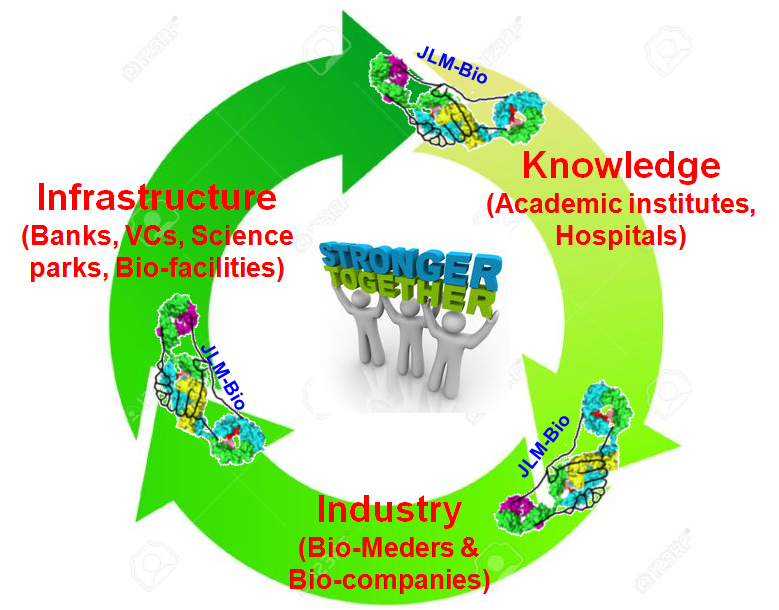 JLM-Bio
Knowledge
(Academic institutes,
Hospitals)
Infrastructure
(Banks, VCs, Science
parks, Bio-facilities)
STRONGER
TOGETHER
JLM-Bio
JLM-Bio
Industry
(Bio-Meders &
Bio-companies)